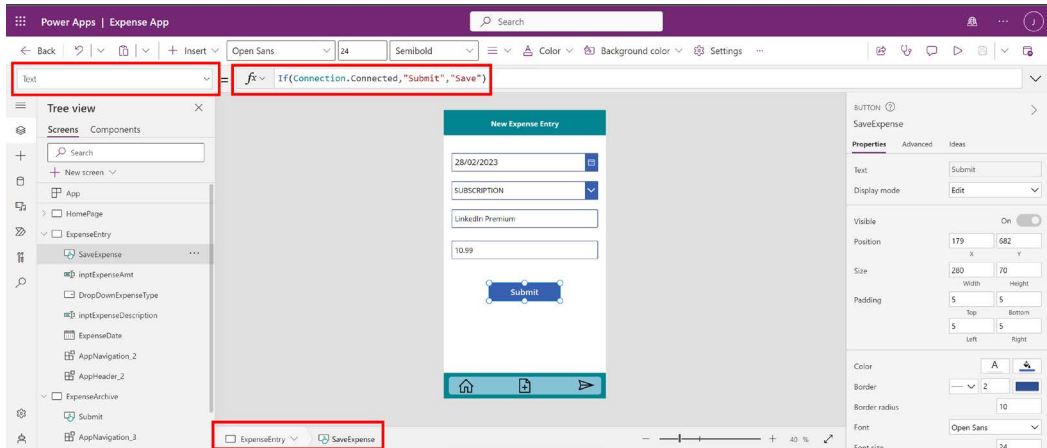 Power Apps | Expense App
Search
J
Back
Insert
Open Sans
24
Semibold
Color
Background color
Settings
Text
=
fx
If(Connection.Connected,"Submit","Save")
Tree view
Screens Components
Search
New screen
App
HomePage
ExpenseEntry
SaveExpense
inptExpenseAmt
DropDownExpenseType
inptExpenseDescription
ExpenseDate
AppNavigation_2
AppHeader_2
ExpenseArchive
Submit
AppNavigation_3
New Expense Entry
28/02/2023
SUBSCRIPTION
LinkedIn Premium
10.99
Submit
ExpenseEntry
SaveExpense
40 %
BUTTON
SaveExpense
Properties Advanced Ideas
Text Submit
Display mode Edit
Visible On
Position 179 682
X Y
Size 280 70
Width Height
Padding 5 5
Top Bottom
5 5
Left Right
Color A
Border 2
Border radius 10
Font Open Sans
Font size 24